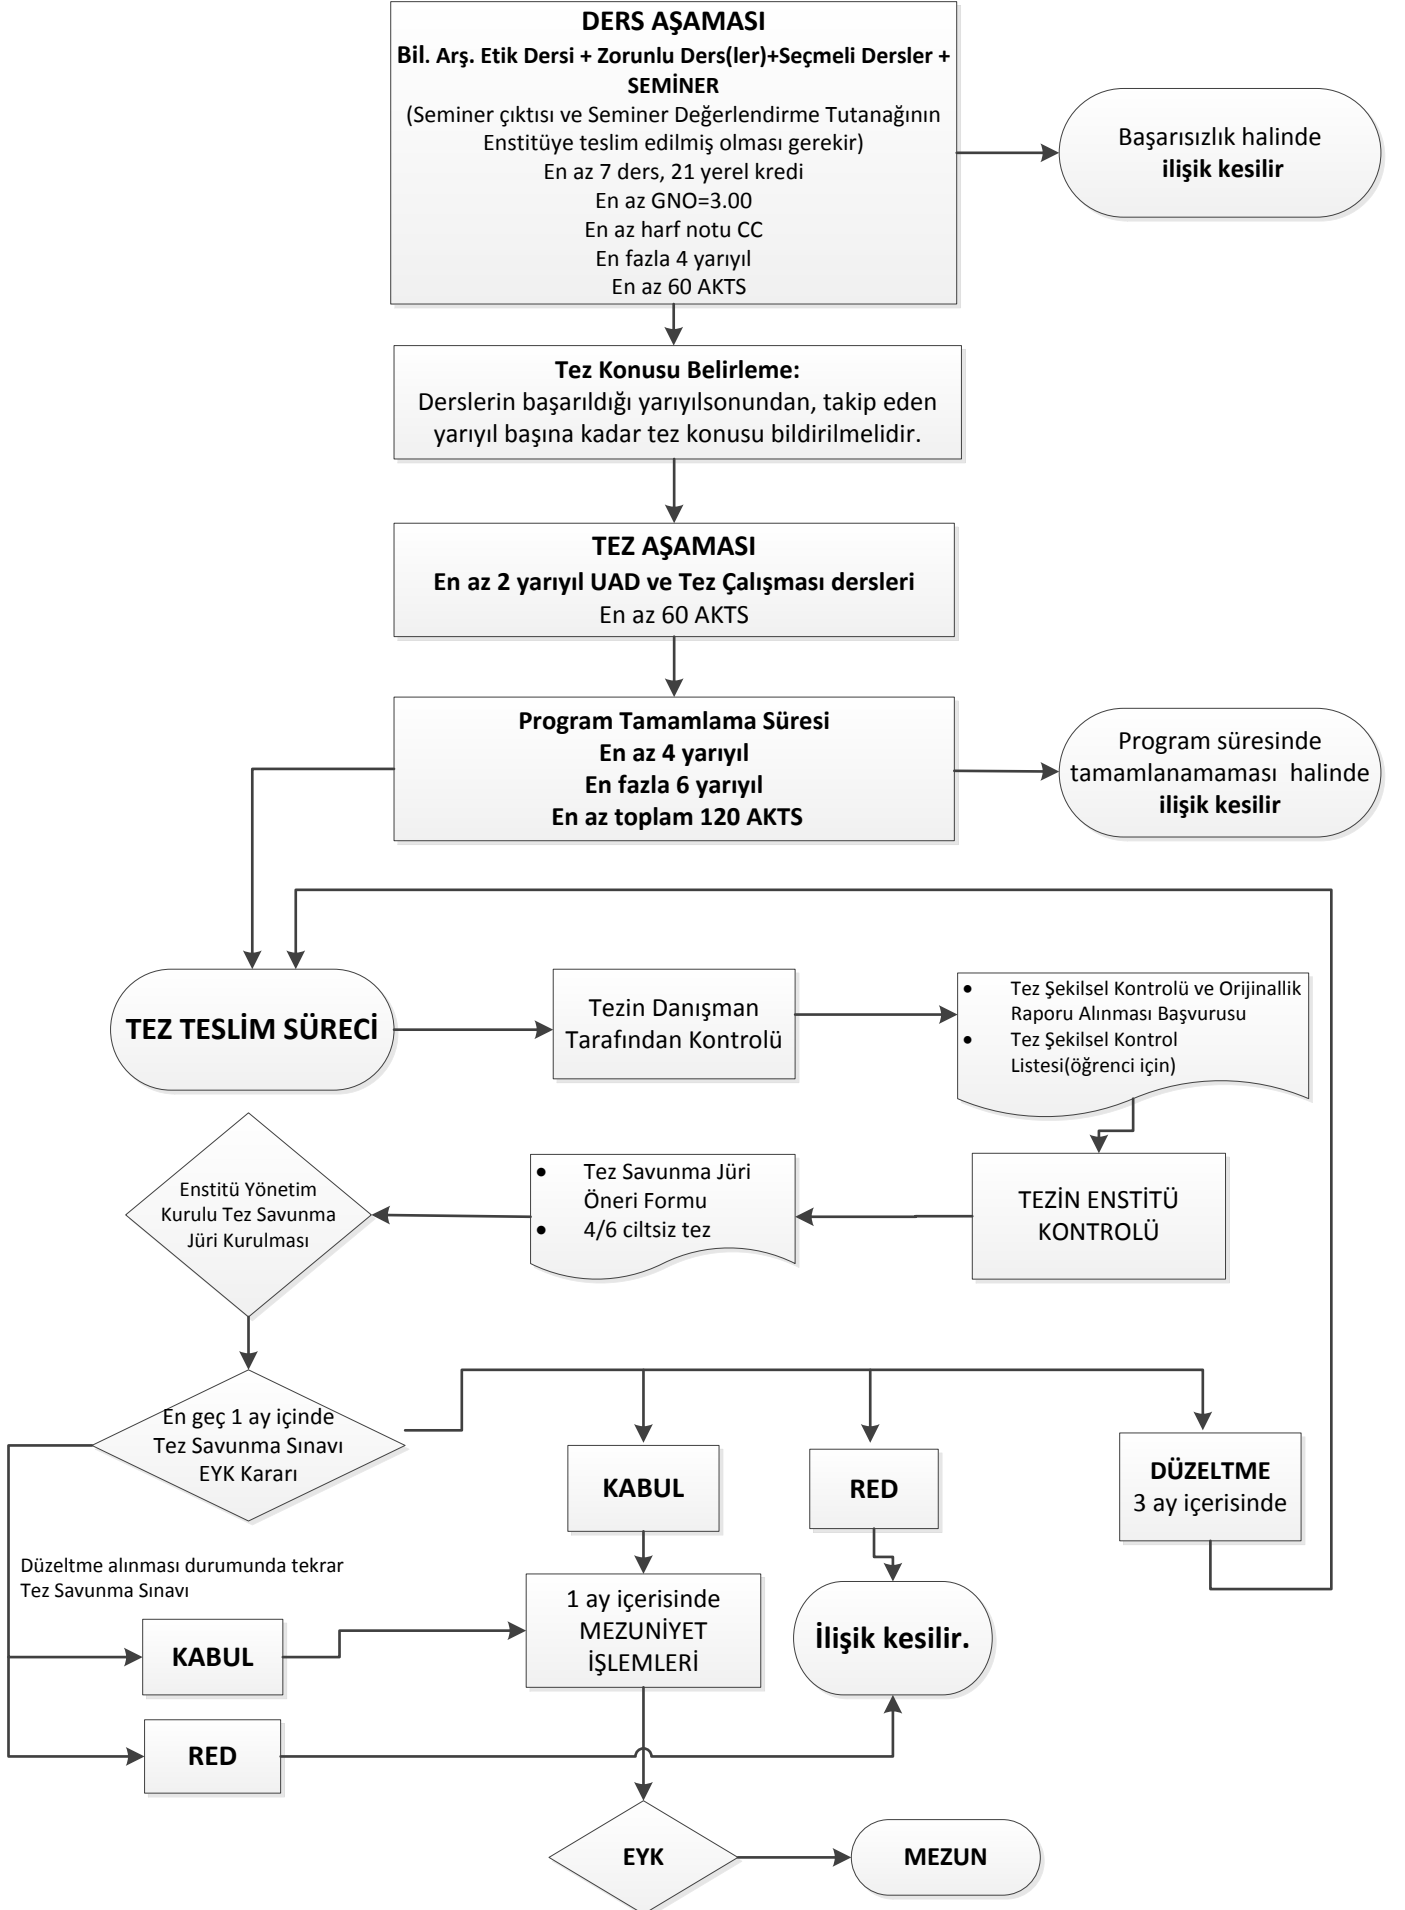 DERS AŞAMASI
Bil. Arş. Etik Dersi + Zorunlu Ders(ler)+Seçmeli Dersler +
SEMİNER
(Seminer çıktısı ve Seminer Değerlendirme Tutanağının
Enstitüye teslim edilmiş olması gerekir)
En az 7 ders, 21 yerel kredi
En az GNO=3.00
En az harf notu CC
En fazla 4 yarıyıl
En az 60 AKTS
Başarısızlık halinde
ilişik kesilir
Tez Konusu Belirleme:
Derslerin başarıldığı yarıyılsonundan, takip eden
yarıyıl başına kadar tez konusu bildirilmelidir.
TEZ AŞAMASI
En az 2 yarıyıl UAD ve Tez Çalışması dersleri
En az 60 AKTS
Program Tamamlama Süresi
En az 4 yarıyıl
En fazla 6 yarıyıl
En az toplam 120 AKTS
Program süresinde
tamamlanamaması  halinde
ilişik kesilir
TEZ TESLİM SÜRECİ
Tezin Danışman
Tarafından Kontrolü
• Tez Şekilsel Kontrolü ve Orijinallik
Raporu Alınması Başvurusu
• Tez Şekilsel Kontrol
Listesi(öğrenci için)
TEZİN ENSTİTÜ
KONTROLÜ
• Tez Savunma Jüri
Öneri Formu
• 4/6 ciltsiz tez
Enstitü Yönetim
Kurulu Tez Savunma
Jüri Kurulması
En geç 1 ay içinde
Tez Savunma Sınavı
EYK Kararı
KABUL
RED
DÜZELTME
3 ay içerisinde
Düzeltme alınması durumunda tekrar
Tez Savunma Sınavı
1 ay içerisinde
MEZUNİYET
İŞLEMLERİ
İlişik kesilir.
KABUL
RED
EYK
MEZUN